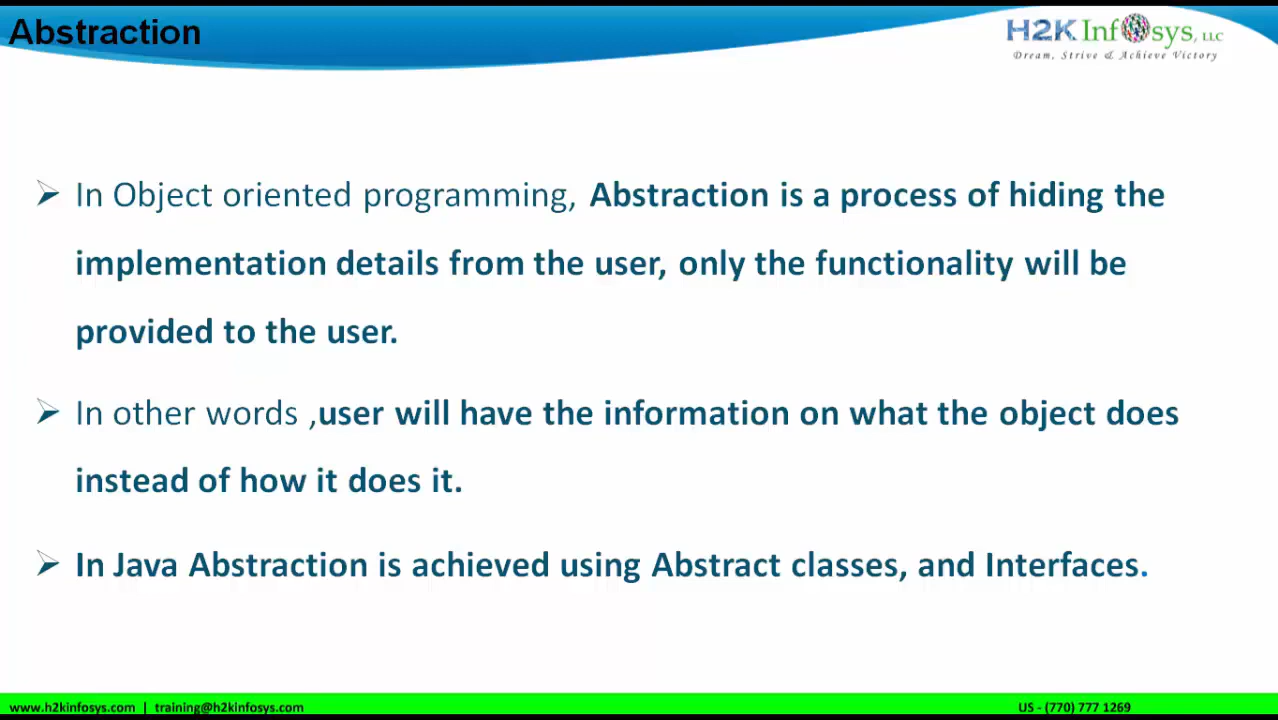 Abstraction
H2K Infosys, LLC
Dream, Strive & Achieve Victory
➢ In Object oriented programming, Abstraction is a process of hiding the
implementation details from the user, only the functionality will be
provided to the user.
➢ In other words ,user will have the information on what the object does
instead of how it does it.
➢ In Java Abstraction is achieved using Abstract classes, and Interfaces.
www.h2kinfosys.com | training@h2kinfosys.com US - (770) 777 1269